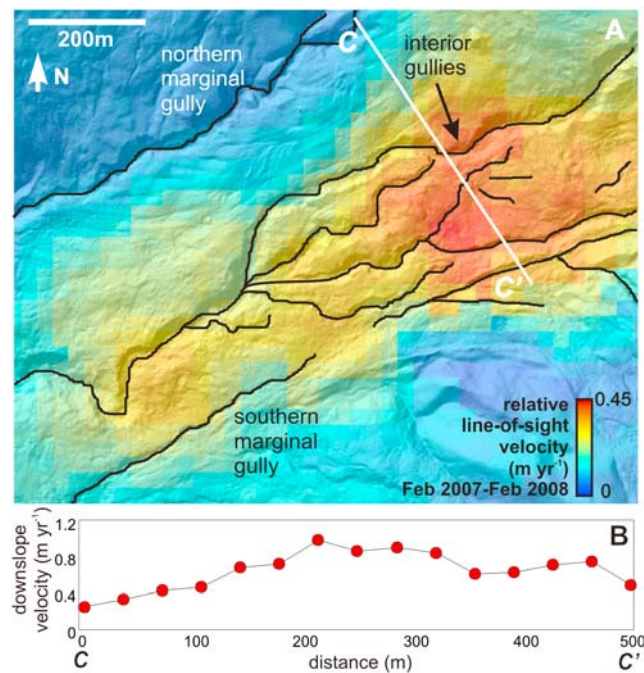 200m
N
northern
marginal
gully
C
interior
gullies
A
C'
southern
marginal
gully
relative
line-of-sight
velocity
(m yr⁻¹)
Feb 2007-Feb 2008
0.45
0
B
downslope
velocity (m yr⁻¹)
1.2
0.8
0.4
0
0 100 200 300 400 500
C distance (m) C'